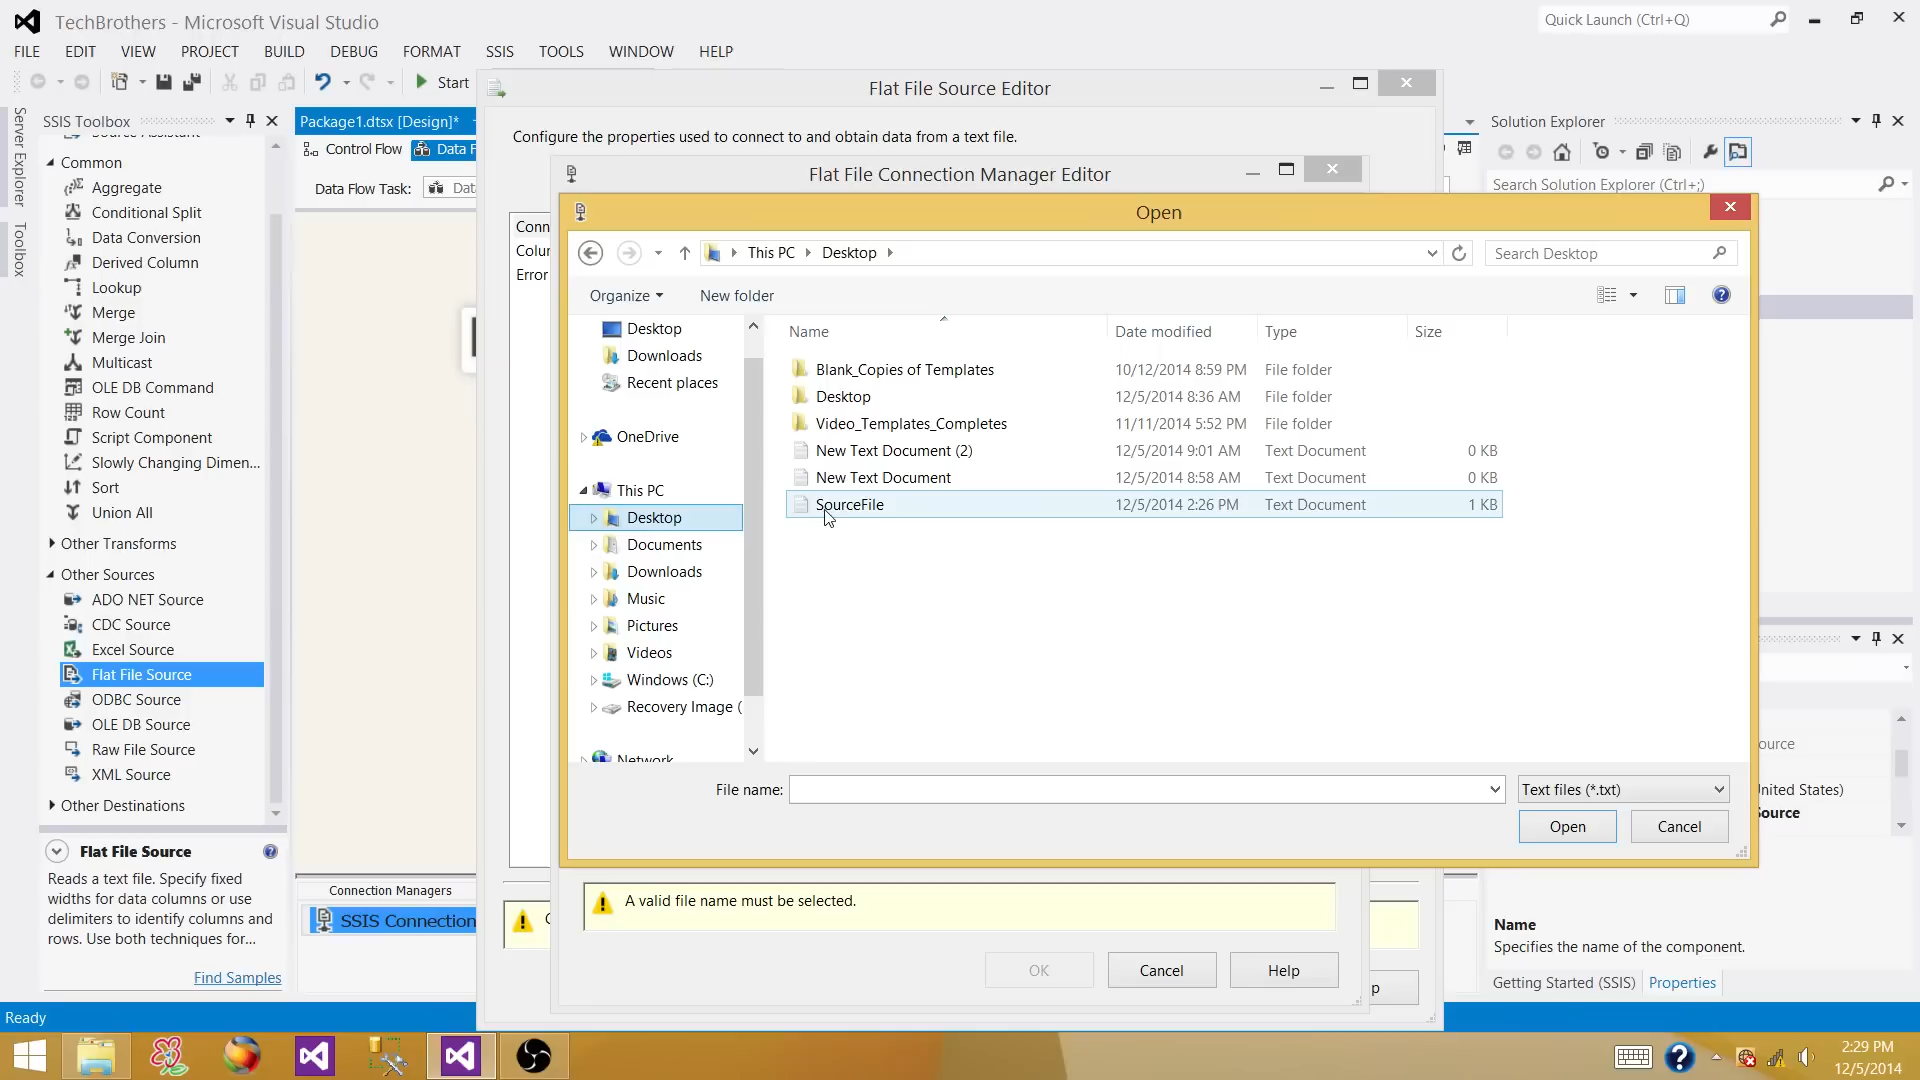 TechBrothers - Microsoft Visual Studio
Quick Launch (Ctrl+Q)
FILE EDIT VIEW PROJECT BUILD DEBUG FORMAT SSIS TOOLS WINDOW HELP
Start
Server Explorer
Toolbox
SSIS Toolbox
Common
Aggregate
Conditional Split
Data Conversion
Derived Column
Lookup
Merge
Merge Join
Multicast
OLE DB Command
Row Count
Script Component
Slowly Changing Dimen...
Sort
Union All
Other Transforms
Other Sources
ADO NET Source
CDC Source
Excel Source
Flat File Source
ODBC Source
OLE DB Source
Raw File Source
XML Source
Other Destinations
Flat File Source
Reads a text file. Specify fixed
widths for data columns or use
delimiters to identify columns and
rows. Use both techniques for...
Find Samples
Ready
Package1.dtsx [Design]*
Control Flow
Data F
Data Flow Task:
Dat
Connection Managers
SSIS Connection
Flat File Source Editor
Configure the properties used to connect to and obtain data from a text file.
Conn
Colu
Error
Flat File Connection Manager Editor
Open
This PC Desktop
Search Desktop
Organize New folder
Desktop
Downloads
Recent places
OneDrive
This PC
Desktop
Documents
Downloads
Music
Pictures
Videos
Windows (C:)
Recovery Image (
Network
Name Date modified Type Size
Blank_Copies of Templates 10/12/2014 8:59 PM File folder
Desktop 12/5/2014 8:36 AM File folder
Video_Templates_Completes 11/11/2014 5:52 PM File folder
New Text Document (2) 12/5/2014 9:01 AM Text Document 0 KB
New Text Document 12/5/2014 8:58 AM Text Document 0 KB
SourceFile 12/5/2014 2:26 PM Text Document 1 KB
File name:
Text files (*.txt)
Open Cancel
A valid file name must be selected.
OK Cancel Help
p
Solution Explorer
Search Solution Explorer (Ctrl+;)
ource
United States)
Source
Name
Specifies the name of the component.
Getting Started (SSIS) Properties
2:29 PM
12/5/2014